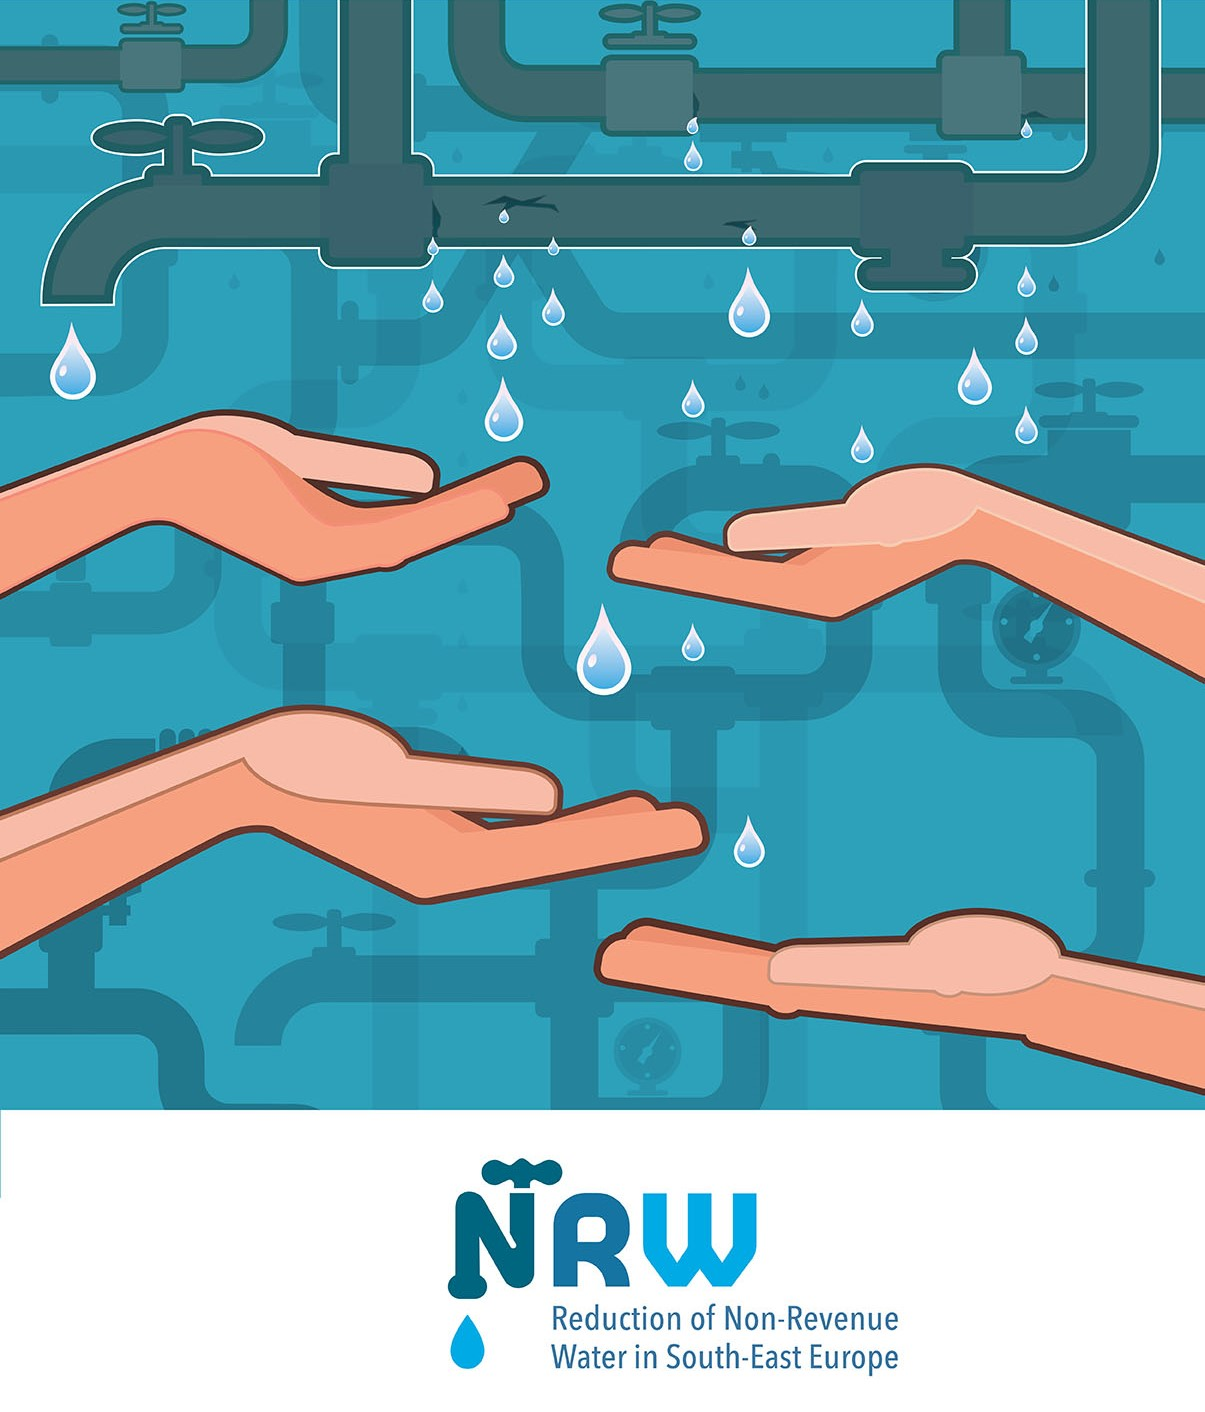 NRW
Reduction of Non-Revenue
Water in South-East Europe